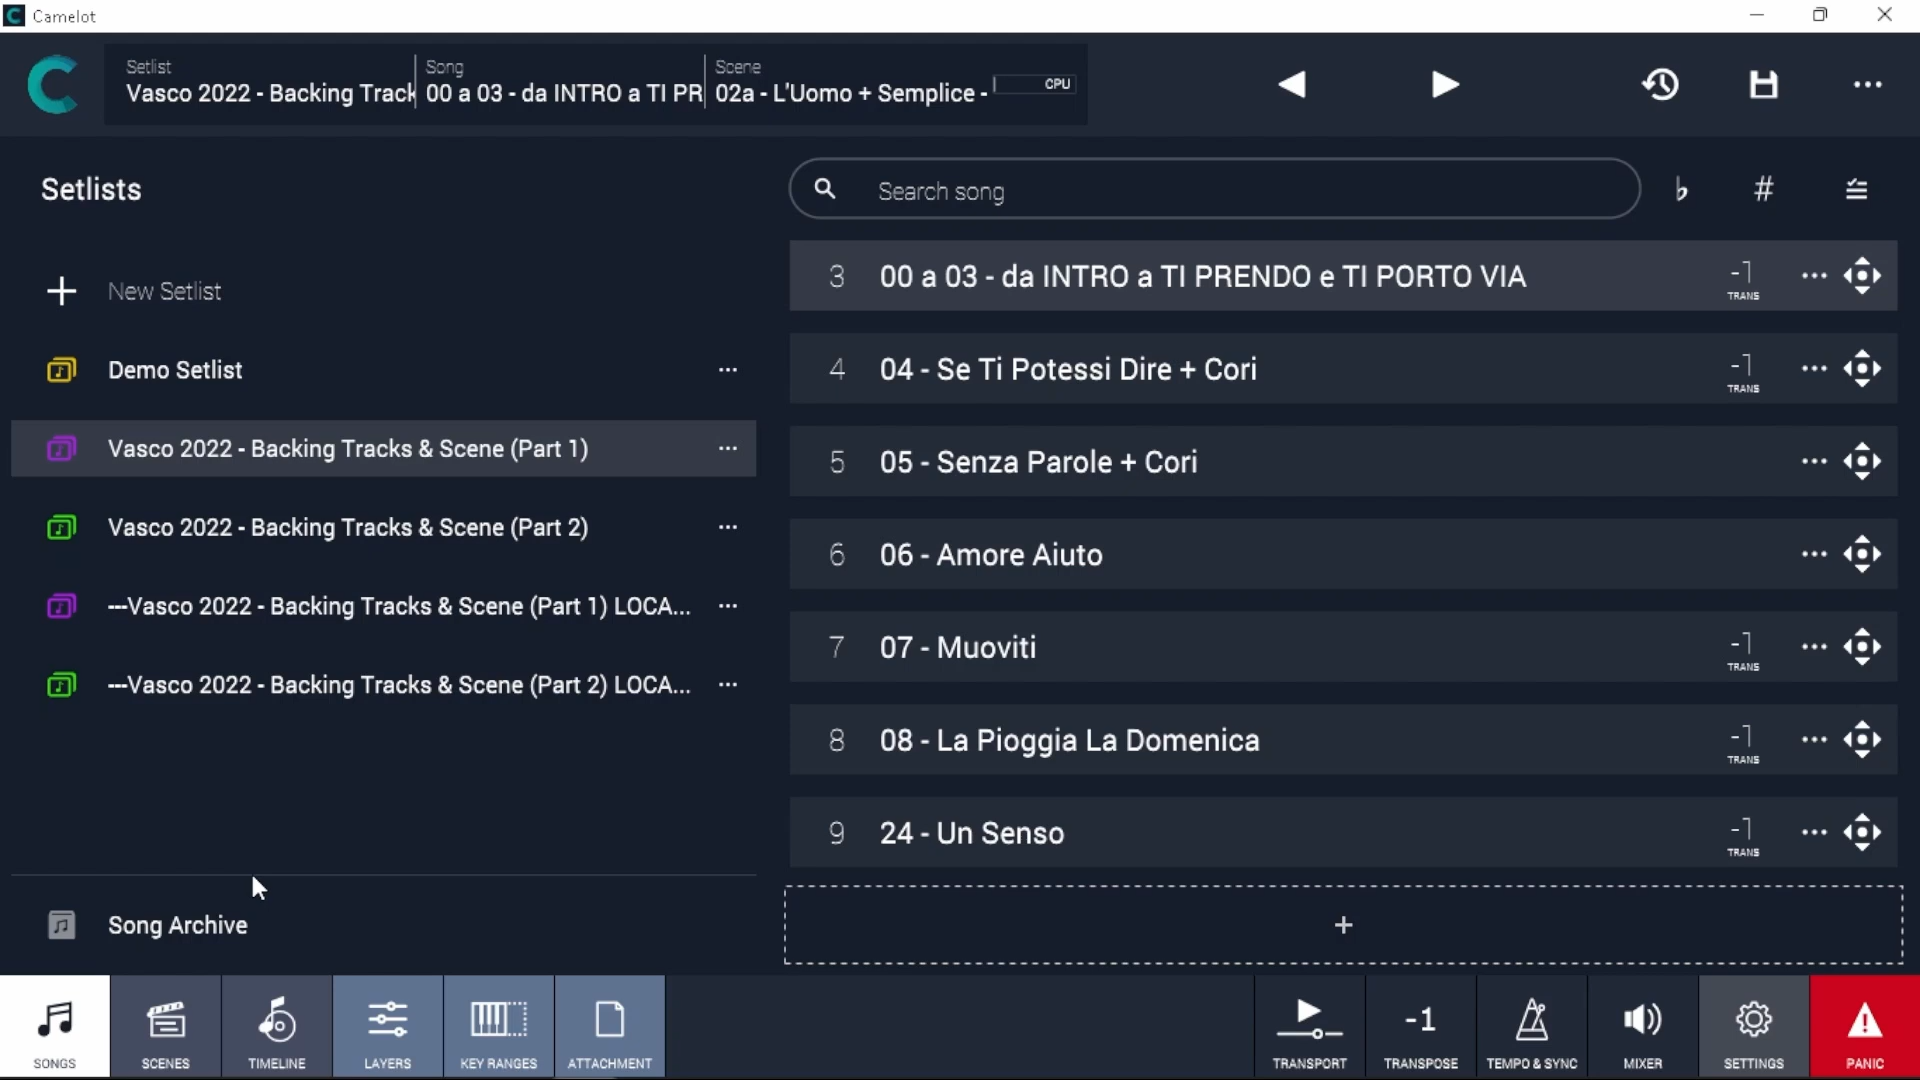 Camelot
Setlist
Vasco 2022 - Backing Track
Song
00 a 03 - da INTRO a TI PR
Scene
02a - L'Uomo + Semplice -
CPU
Setlists
Search song
♭
#
New Setlist
Demo Setlist
Vasco 2022 - Backing Tracks & Scene (Part 1)
Vasco 2022 - Backing Tracks & Scene (Part 2)
---Vasco 2022 - Backing Tracks & Scene (Part 1) LOCA...
---Vasco 2022 - Backing Tracks & Scene (Part 2) LOCA...
Song Archive
3 00 a 03 - da INTRO a TI PRENDO e TI PORTO VIA -1 TRANS
4 04 - Se Ti Potessi Dire + Cori -1 TRANS
5 05 - Senza Parole + Cori
6 06 - Amore Aiuto
7 07 - Muoviti -1 TRANS
8 08 - La Pioggia La Domenica -1 TRANS
9 24 - Un Senso -1 TRANS
+
SONGS
SCENES
TIMELINE
LAYERS
KEY RANGES
ATTACHMENT
TRANSPORT
-1
TRANSPOSE
TEMPO & SYNC
MIXER
SETTINGS
PANIC